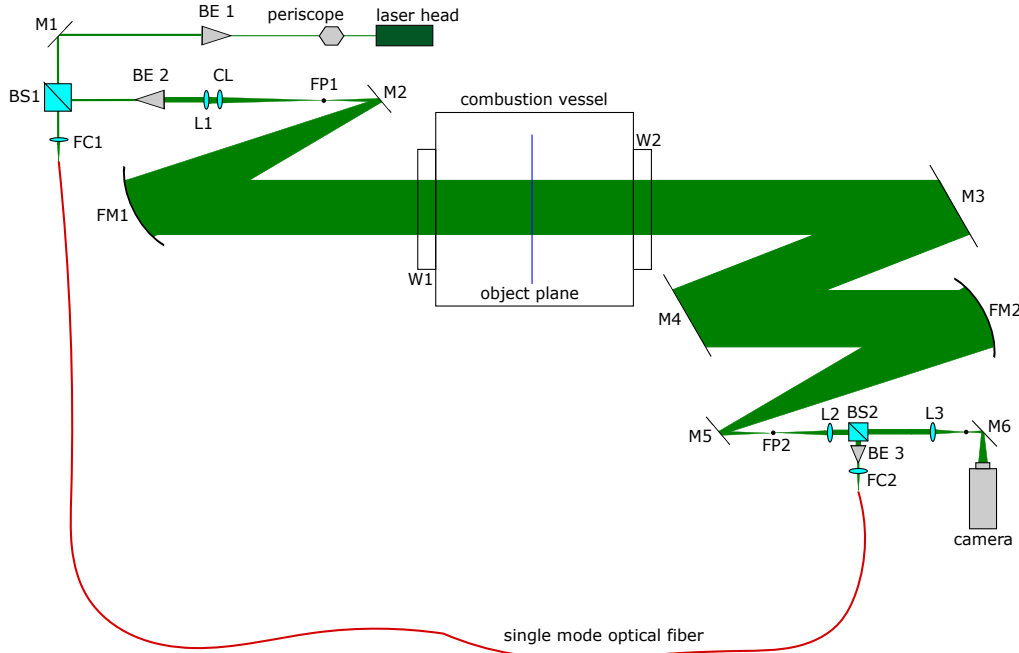 periscope
laser head
BE 1
M1
BE 2
CL
FP1
M2
BS1
L1
FC1
combustion vessel
W2
M3
FM1
W1
object plane
M4
FM2
M5
FP2
L2
BS2
L3
M6
BE 3
FC2
camera
single mode optical fiber